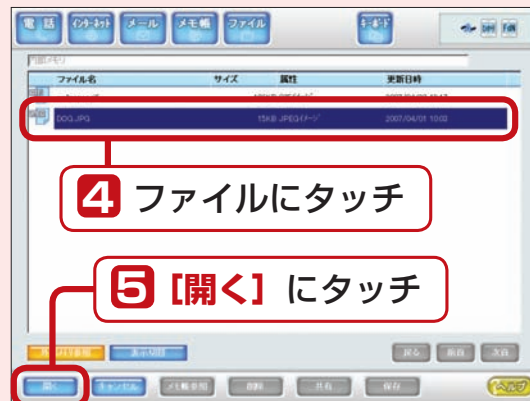 電話 インターネット メール メモ帳 ファイル キーボード
内部メモリ
ファイル名 サイズ 属性 更新日時
DOG.JPG 15KB JPEGイメージ 2007/04/01 10:02
4 ファイルにタッチ
5 [開く] にタッチ
表示切替 戻る 前頁 次頁
開く キャンセル メモ帳参照 削除 共有 保存 ヘルプ